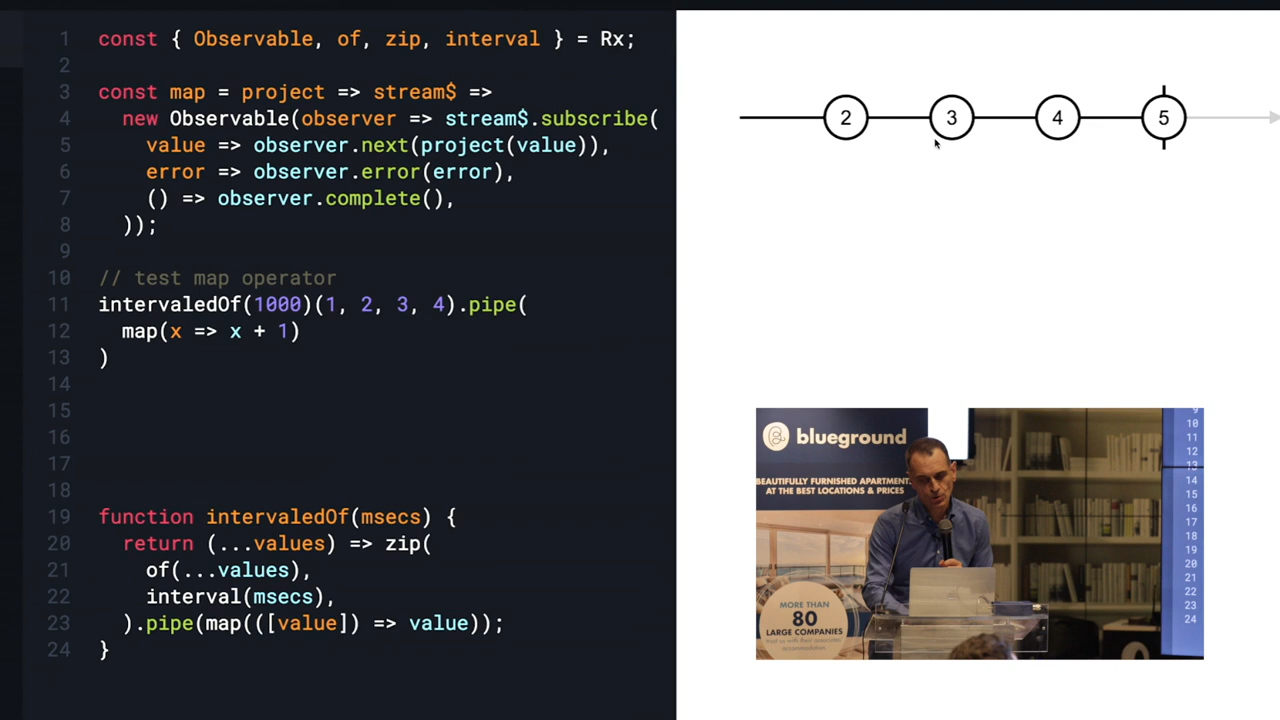 1 const { Observable, of, zip, interval } = Rx;
2
3 const map = project => stream$ =>
4 new Observable(observer => stream$.subscribe(
5 value => observer.next(project(value)),
6 error => observer.error(error),
7 () => observer.complete(),
8 ));
9
10 // test map operator
11 intervaledOf(1000)(1, 2, 3, 4).pipe(
12 map(x => x + 1)
13 )
14
15
16
17
18
19 function intervaledOf(msecs) {
20 return (...values) => zip(
21 of(...values),
22 interval(msecs),
23 ).pipe(map(([value]) => value));
24 }
2 3 4 5
blueground
BEAUTIFULLY FURNISHED APARTMENT
AT THE BEST LOCATIONS & PRICES
MORE THAN
80
LARGE COMPANIES
9
10
11
12
13
14
15
16
17
18
19
20
21
22
23
24